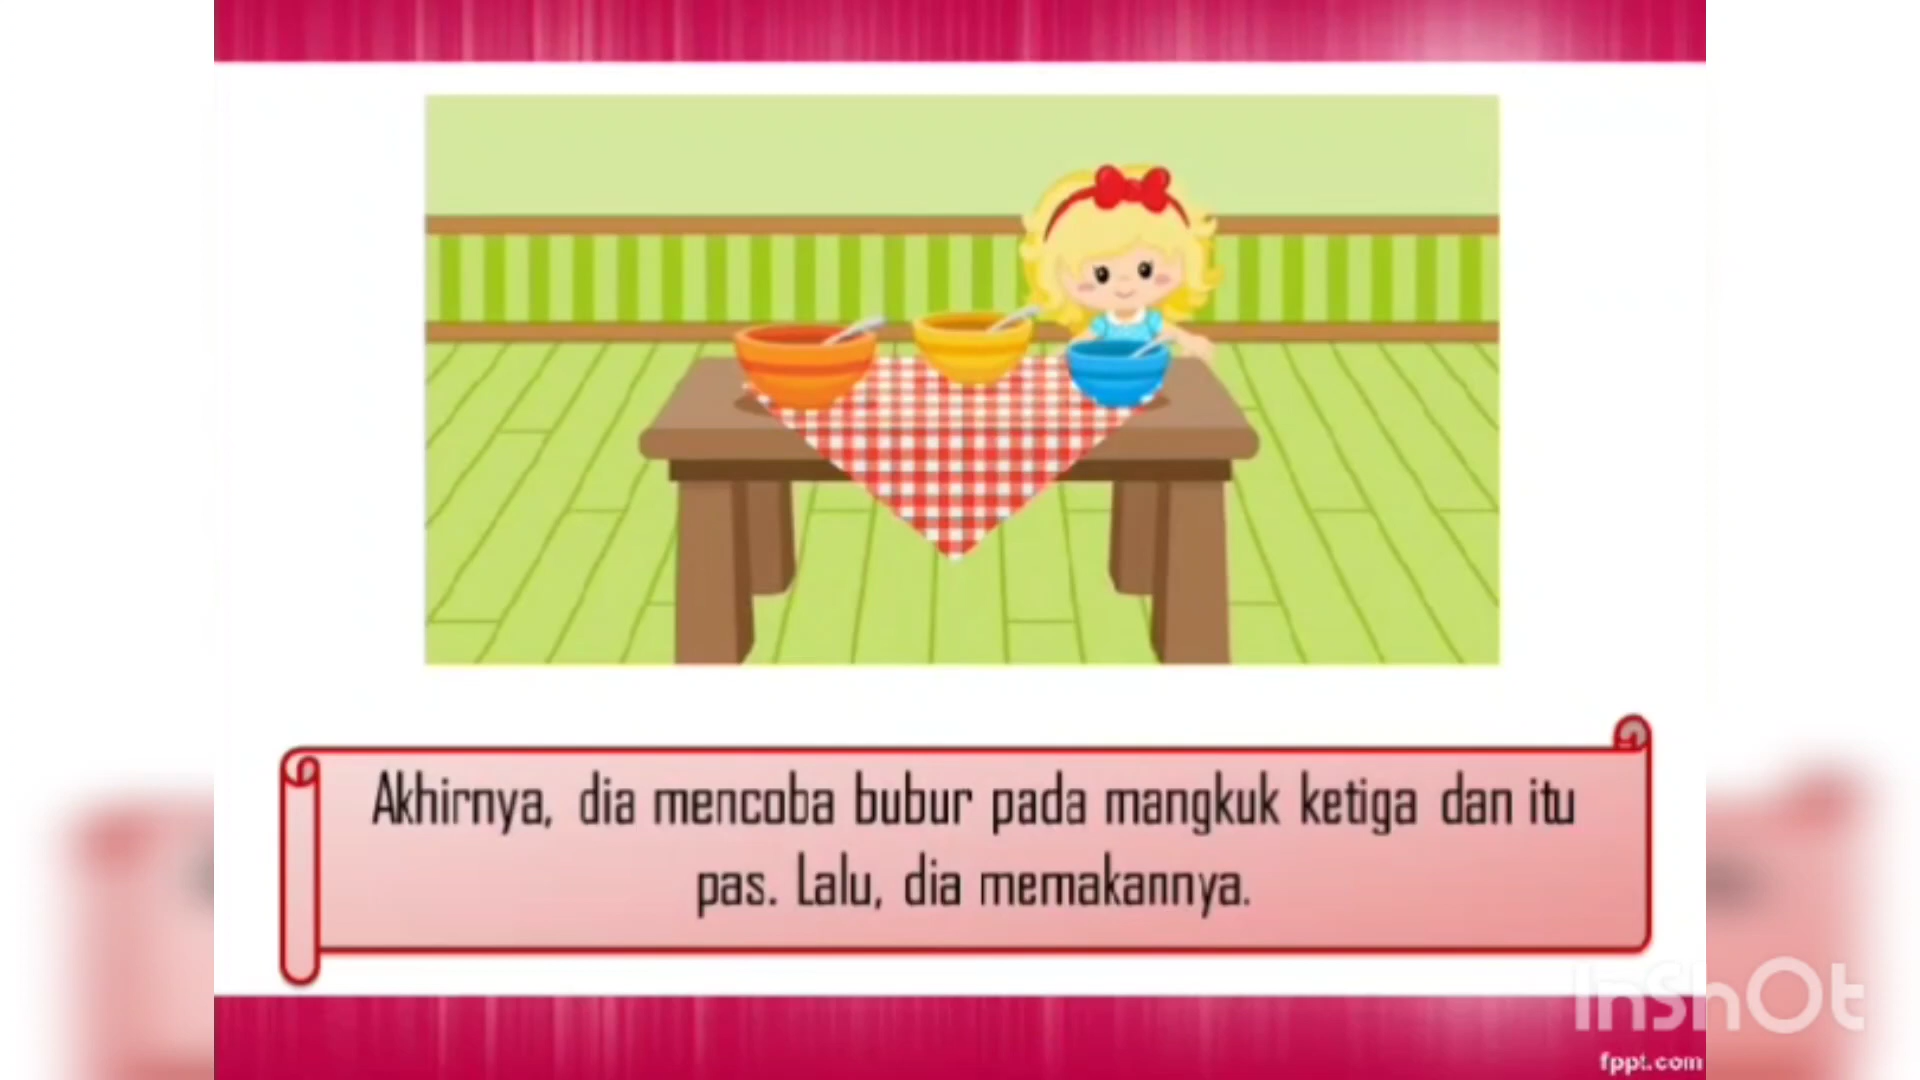 Akhirnya, dia mencoba bubur pada mangkuk ketiga dan itu
pas. Lalu, dia memakannya.
InShOt
fppt.com